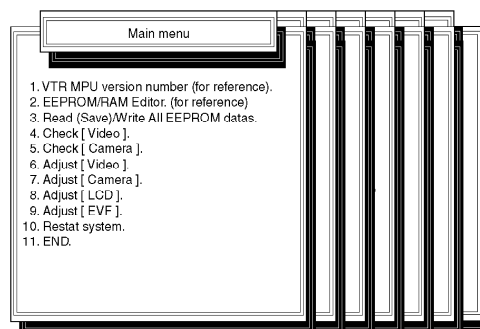 Main menu
1. VTR MPU version number (for reference).
2. EEPROM/RAM Editor. (for reference)
3. Read (Save)/Write All EEPROM datas.
4. Check [ Video ].
5. Check [ Camera ].
6. Adjust [ Video ].
7. Adjust [ Camera ].
8. Adjust [ LCD ].
9. Adjust [ EVF ].
10. Restat system.
11. END.